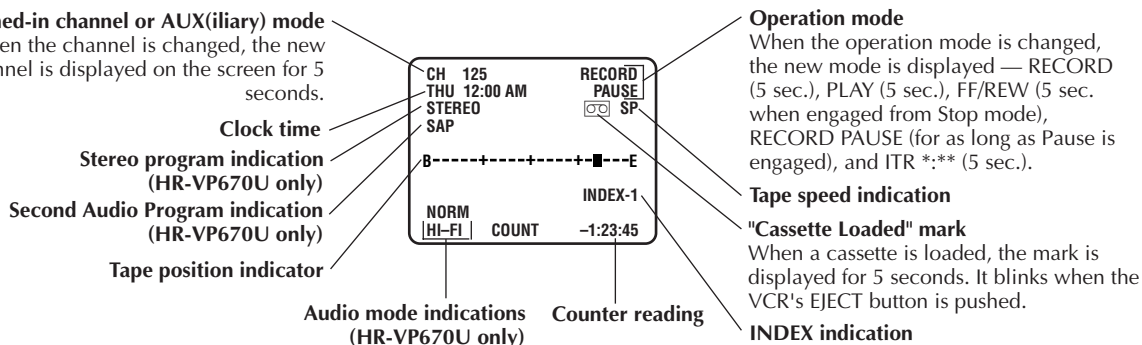 ned-in channel or AUX(iliary) mode
en the channel is changed, the new
nnel is displayed on the screen for 5
seconds.
Clock time
Stereo program indication
(HR-VP670U only)
Second Audio Program indication
(HR-VP670U only)
Tape position indicator
CH 125 RECORD
THU 12:00 AM PAUSE
STEREO SP
SAP
B----+---+---+-■--E
INDEX-1
NORM
HI–FI COUNT –1:23:45
Audio mode indications
(HR-VP670U only)
Counter reading
Operation mode
When the operation mode is changed,
the new mode is displayed — RECORD
(5 sec.), PLAY (5 sec.), FF/REW (5 sec.
when engaged from Stop mode),
RECORD PAUSE (for as long as Pause is
engaged), and ITR *:** (5 sec.).
Tape speed indication
"Cassette Loaded" mark
When a cassette is loaded, the mark is
displayed for 5 seconds. It blinks when the
VCR's EJECT button is pushed.
INDEX indication